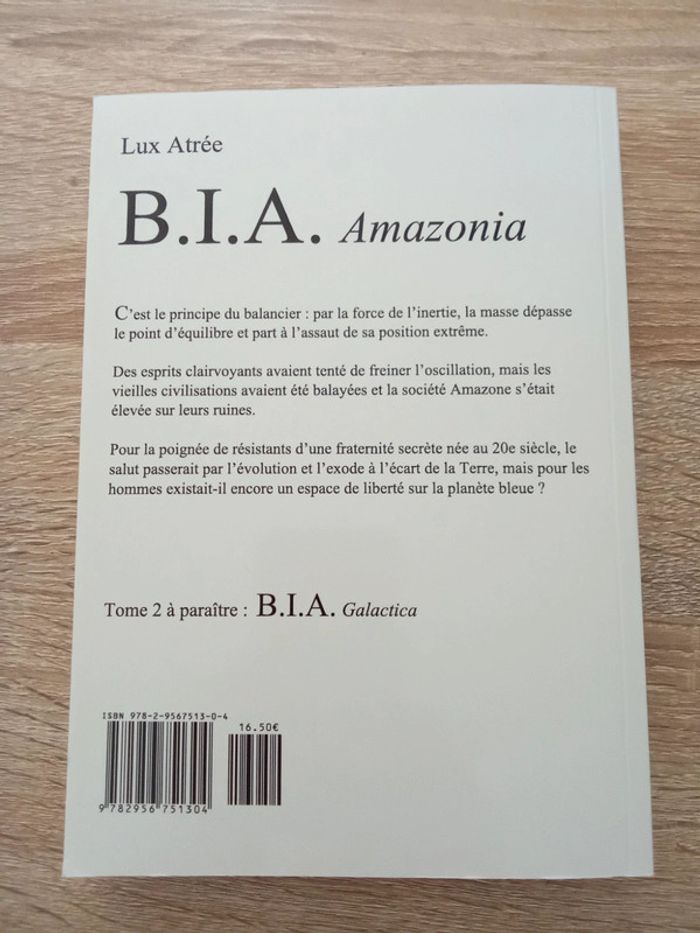 Lux Atrée
B.I.A. Amazonia
C'est le principe du balancier : par la force de l'inertie, la masse dépasse
le point d'équilibre et part à l'assaut de sa position extrême.
Des esprits clairvoyants avaient tenté de freiner l'oscillation, mais les
vieilles civilisations avaient été balayées et la société Amazone s'était
élevée sur leurs ruines.
Pour la poignée de résistants d'une fraternité secrète née au 20e siècle, le
salut passerait par l'évolution et l'exode à l'écart de la Terre, mais pour les
hommes existait-il encore un espace de liberté sur la planète bleue ?
Tome 2 à paraître : B.I.A. Galactica
ISBN 978-2-9567513-0-4
16.50€
9 782956 751304